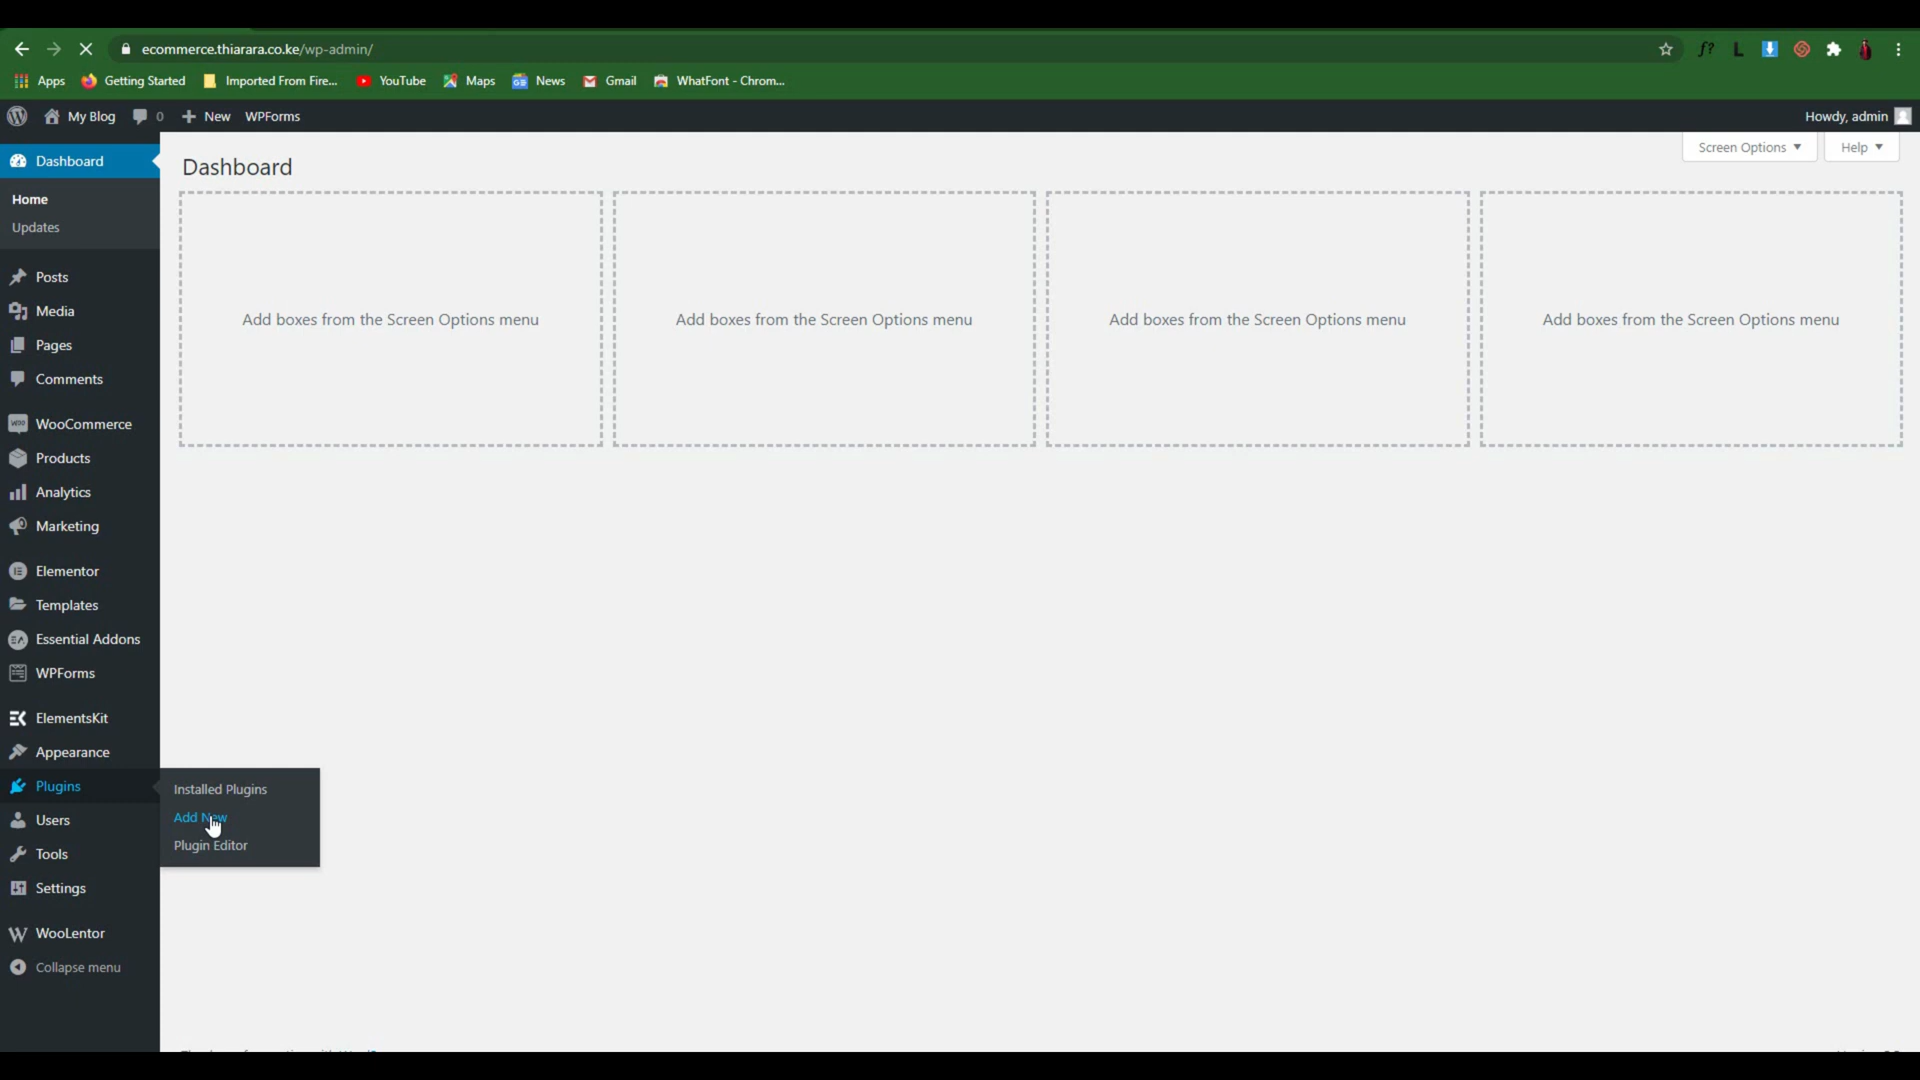 ecommerce.thiarara.co.ke/wp-admin/
Apps Getting Started Imported From Fire... YouTube Maps News Gmail WhatFont - Chrom...
My Blog 0 New WPForms Howdy, admin
Dashboard
Home
Updates
Posts
Media
Pages
Comments
WooCommerce
Products
Analytics
Marketing
Elementor
Templates
Essential Addons
WPForms
ElementsKit
Appearance
Plugins
Users
Tools
Settings
WooLentor
Collapse menu
Installed Plugins
Add New
Plugin Editor
Dashboard
Screen Options Help
Add boxes from the Screen Options menu
Add boxes from the Screen Options menu
Add boxes from the Screen Options menu
Add boxes from the Screen Options menu